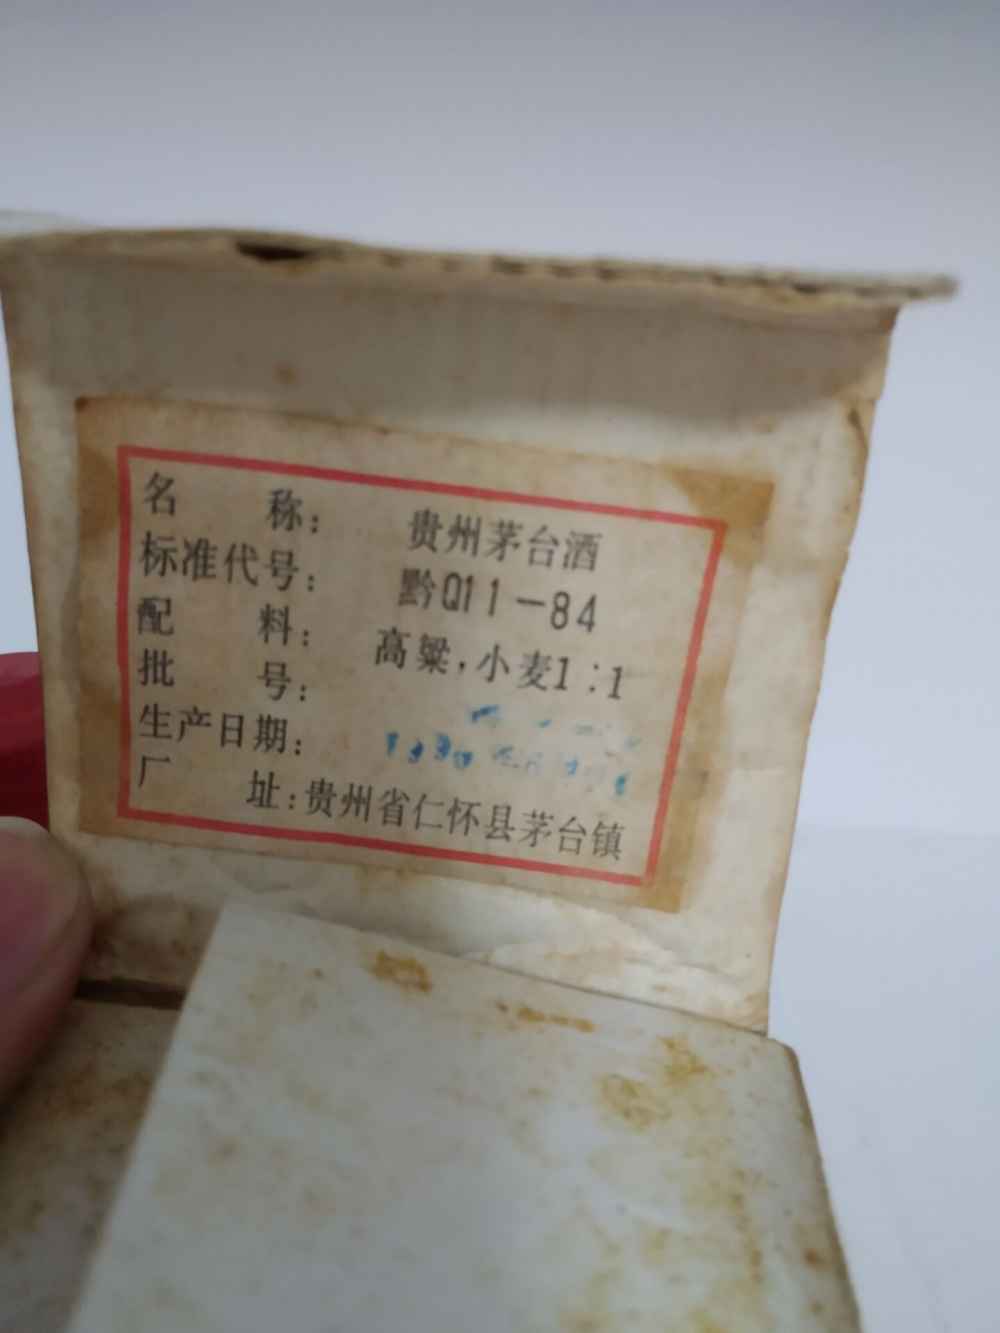 名 称: 贵州茅台酒
标准代号: 黔Q11-84
配 料: 高粱,小麦1:1
批 号:
生产日期:
厂 址:贵州省仁怀县茅台镇